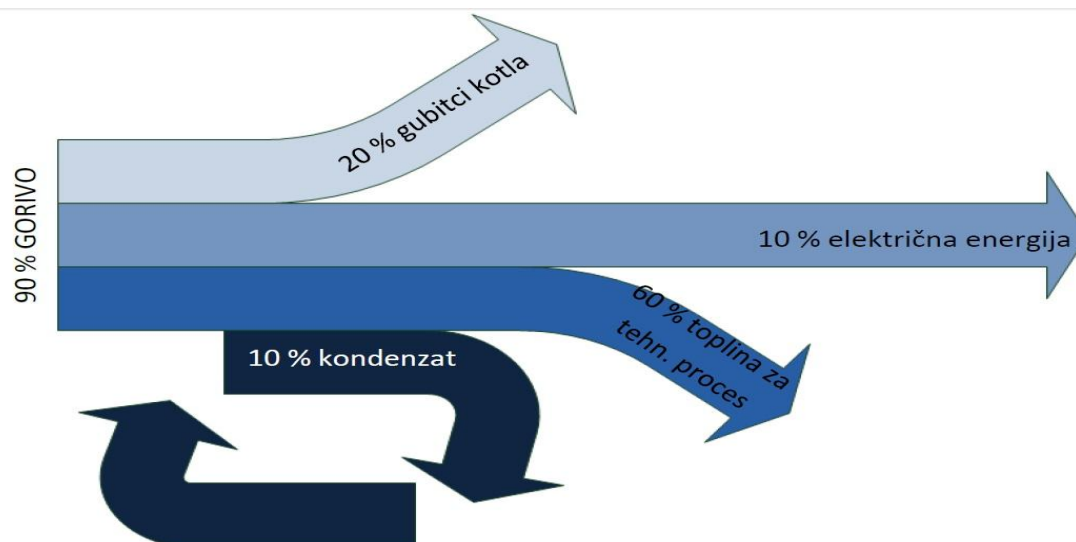 90 % GORIVO
20 % gubitci kotla
10 % električna energija
60 % toplina za
tehn. proces
10 % kondenzat